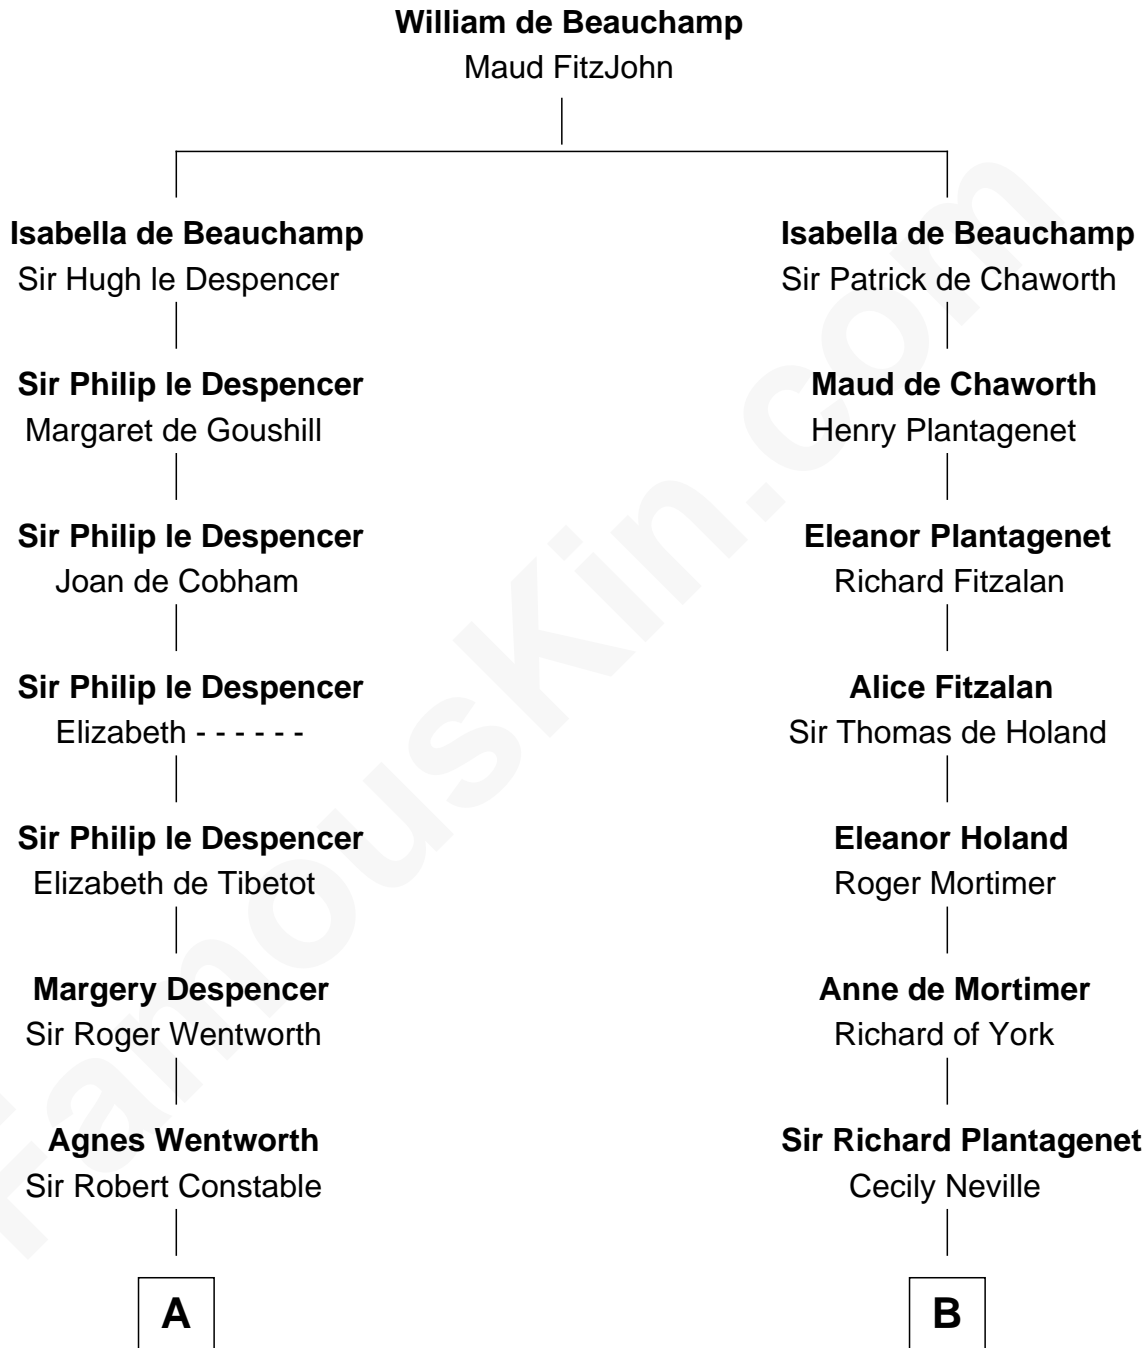 William de Beauchamp
Maud FitzJohn
Isabella de Beauchamp
Sir Hugh le Despencer
Isabella de Beauchamp
Sir Patrick de Chaworth
Sir Philip le Despencer
Margaret de Goushill
Maud de Chaworth
Henry Plantagenet
Sir Philip le Despencer
Joan de Cobham
Eleanor Plantagenet
Richard Fitzalan
Sir Philip le Despencer
Elizabeth - - - - - -
Alice Fitzalan
Sir Thomas de Holand
Sir Philip le Despencer
Elizabeth de Tibetot
Eleanor Holand
Roger Mortimer
Margery Despencer
Sir Roger Wentworth
Anne de Mortimer
Richard of York
Agnes Wentworth
Sir Robert Constable
Sir Richard Plantagenet
Cecily Neville
A
B
FamousKin.com